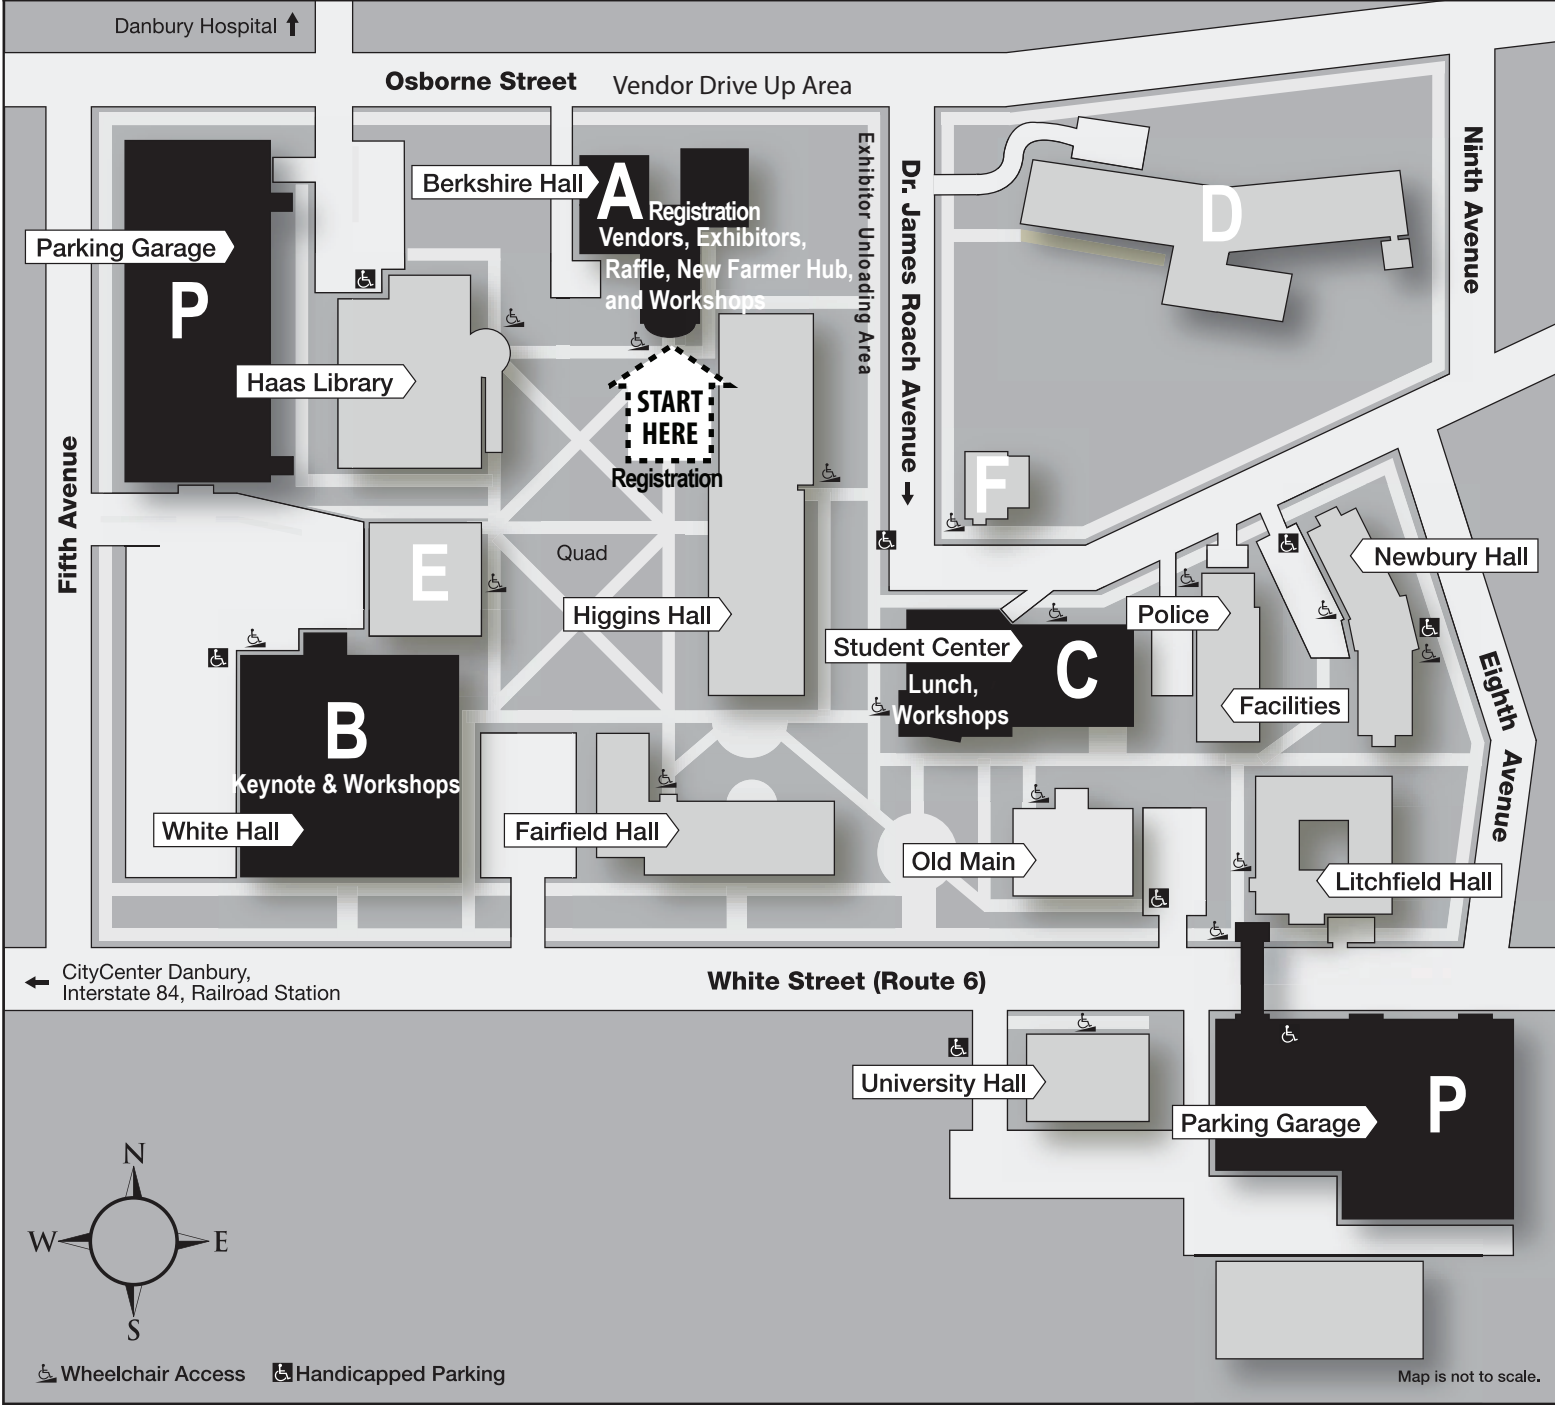 Danbury Hospital
Osborne Street
Vendor Drive Up Area
Berkshire Hall
A
Registration
Vendors, Exhibitors,
Raffle, New Farmer Hub,
and Workshops
Exhibitor Unloading Area
Dr. James Roach Avenue
D
Ninth Avenue
Parking Garage
P
Haas Library
START
HERE
Registration
F
Fifth Avenue
E
Quad
Newbury Hall
Higgins Hall
Police
Student Center
C
Lunch,
Workshops
Facilities
Eighth Avenue
B
Keynote & Workshops
White Hall
Fairfield Hall
Old Main
Litchfield Hall
CityCenter Danbury,
Interstate 84, Railroad Station
White Street (Route 6)
University Hall
Parking Garage
P
N
W
E
S
Wheelchair Access
Handicapped Parking
Map is not to scale.